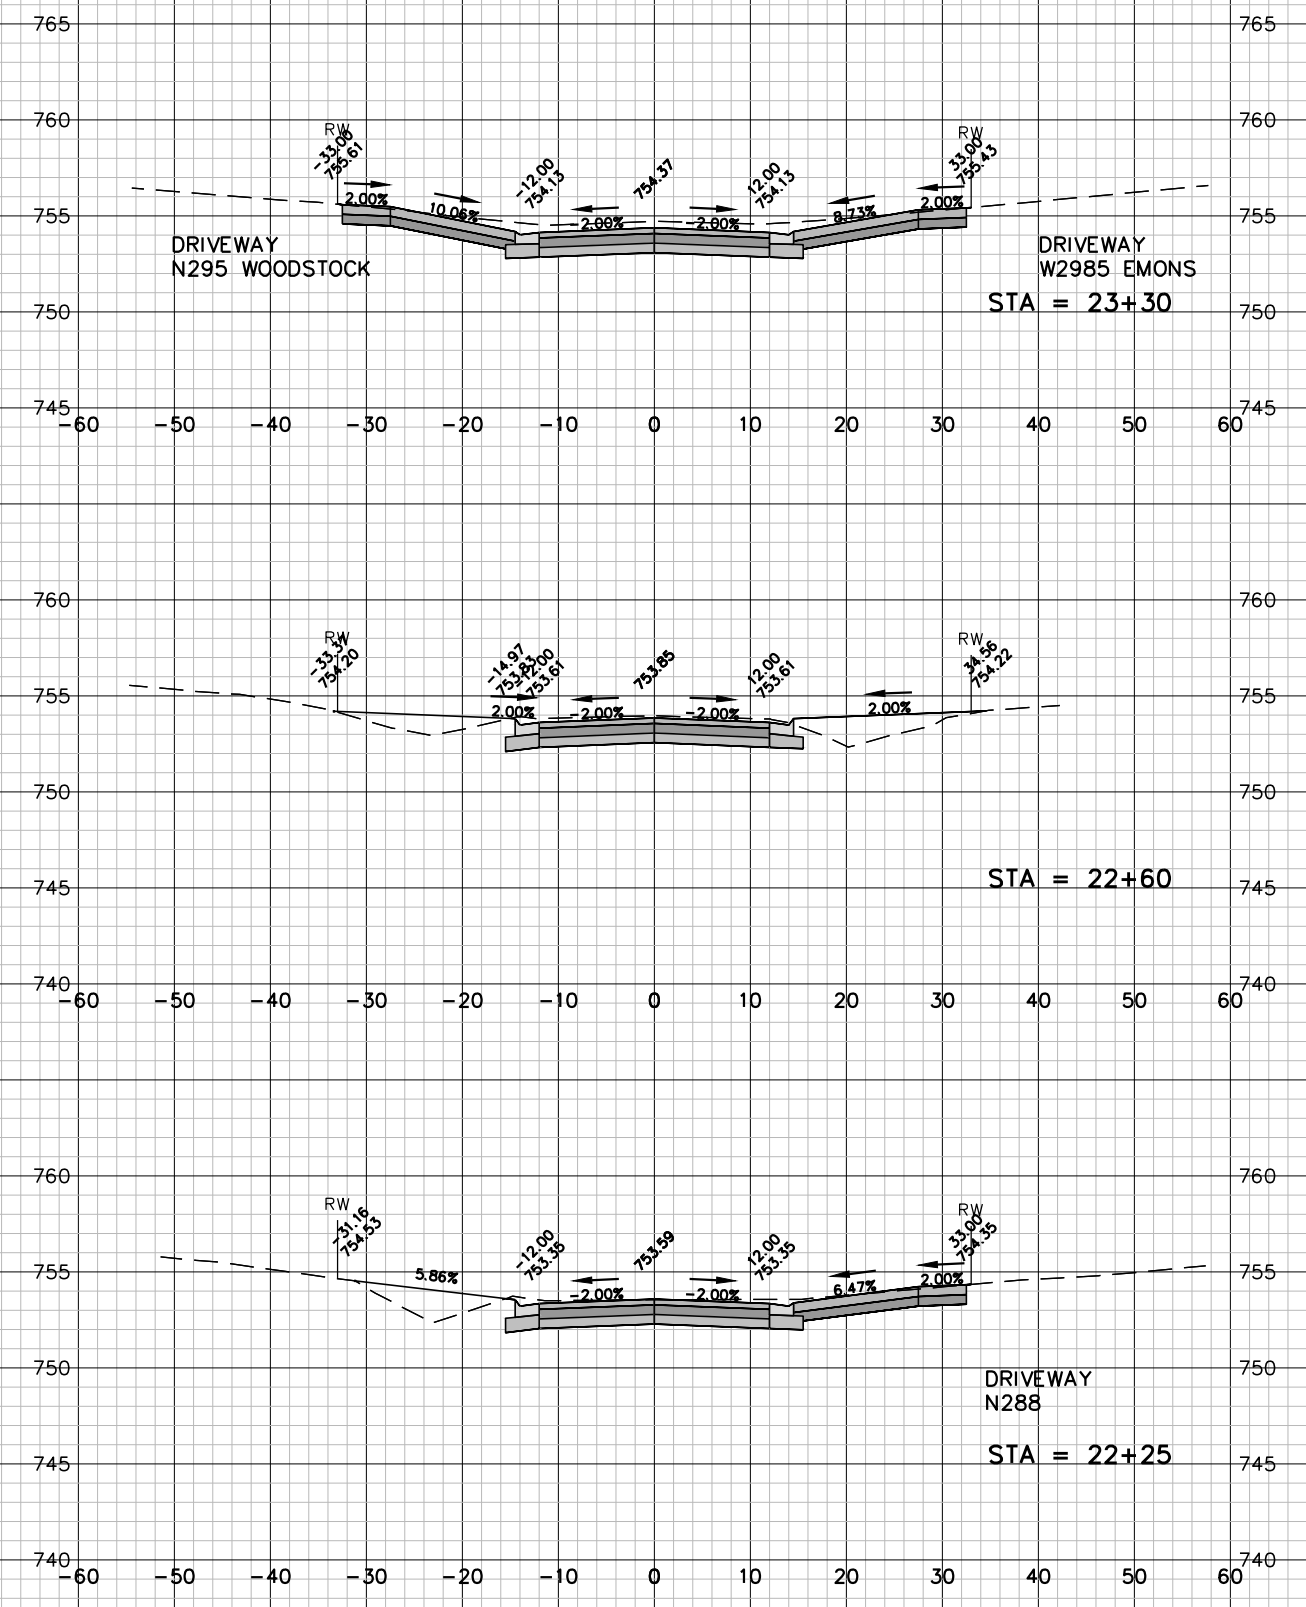 765 765
760 760
RW RW
-33.00
755.61
-12.00
754.13
754.37
12.00
754.13
33.00
755.43
2.00% 10.06% -2.00% -2.00% 8.73% 2.00%
755 755
DRIVEWAY
N295 WOODSTOCK
DRIVEWAY
W2985 EMONS
STA = 23+30
750 750
745 745
-60 -50 -40 -30 -20 -10 0 10 20 30 40 50 60
760 760
RW RW
-33.37
754.20
-14.97
753.83
-12.00
753.61
753.85
12.00
753.61
34.56
754.22
755 755
2.00% -2.00% -2.00% 2.00%
750 750
STA = 22+60
745 745
740 740
-60 -50 -40 -30 -20 -10 0 10 20 30 40 50 60
760 760
RW RW
-31.16
754.53
-12.00
753.35
753.59
12.00
753.35
33.00
754.35
755 755
5.86% -2.00% -2.00% 6.47% 2.00%
750 750
DRIVEWAY
N288
STA = 22+25
745 745
740 740
-60 -50 -40 -30 -20 -10 0 10 20 30 40 50 60